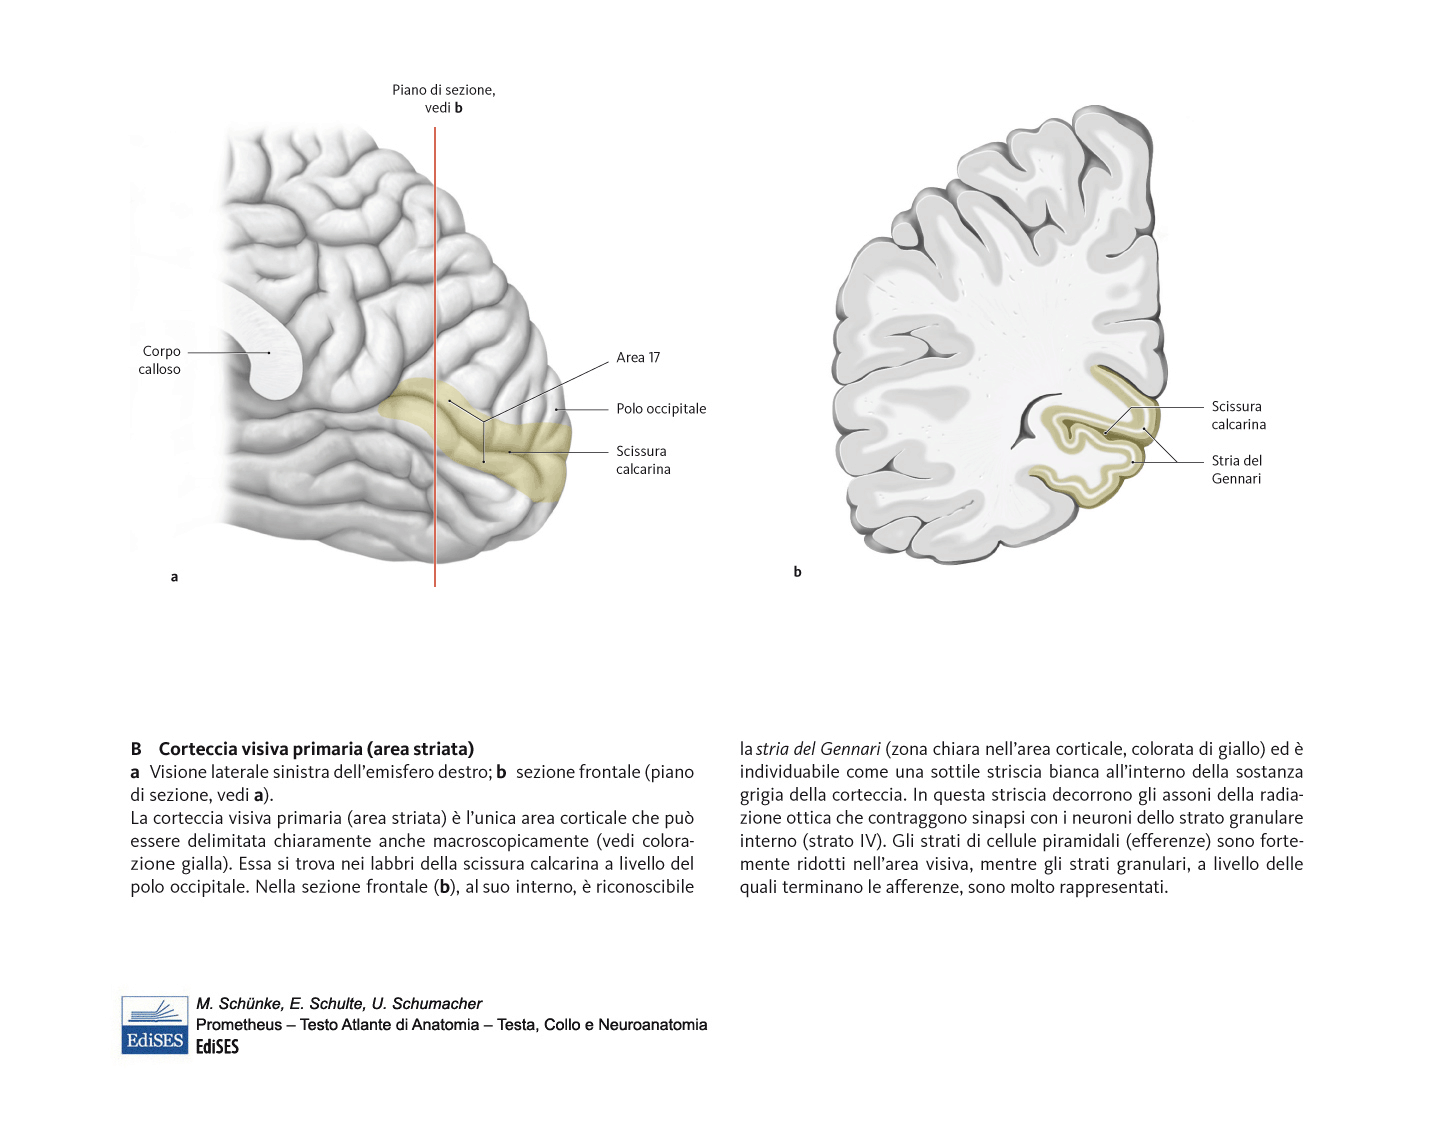 Piano di sezione,
vedi b
Corpo
calloso
Area 17
Polo occipitale
Scissura
calcarina
a
Scissura
calcarina
Stria del
Gennari
b
B Corteccia visiva primaria (area striata)
a Visione laterale sinistra dell’emisfero destro; b sezione frontale (piano
di sezione, vedi a).
La corteccia visiva primaria (area striata) è l’unica area corticale che può
essere delimitata chiaramente anche macroscopicamente (vedi colora-
zione gialla). Essa si trova nei labbri della scissura calcarina a livello del
polo occipitale. Nella sezione frontale (b), al suo interno, è riconoscibile
la stria del Gennari (zona chiara nell’area corticale, colorata di giallo) ed è
individuabile come una sottile striscia bianca all’interno della sostanza
grigia della corteccia. In questa striscia decorrono gli assoni della radia-
zione ottica che contraggono sinapsi con i neuroni dello strato granulare
interno (strato IV). Gli strati di cellule piramidali (efferenze) sono forte-
mente ridotti nell’area visiva, mentre gli strati granulari, a livello delle
quali terminano le afferenze, sono molto rappresentati.
EdiSES
M. Schünke, E. Schulte, U. Schumacher
Prometheus – Testo Atlante di Anatomia – Testa, Collo e Neuroanatomia
EdiSES